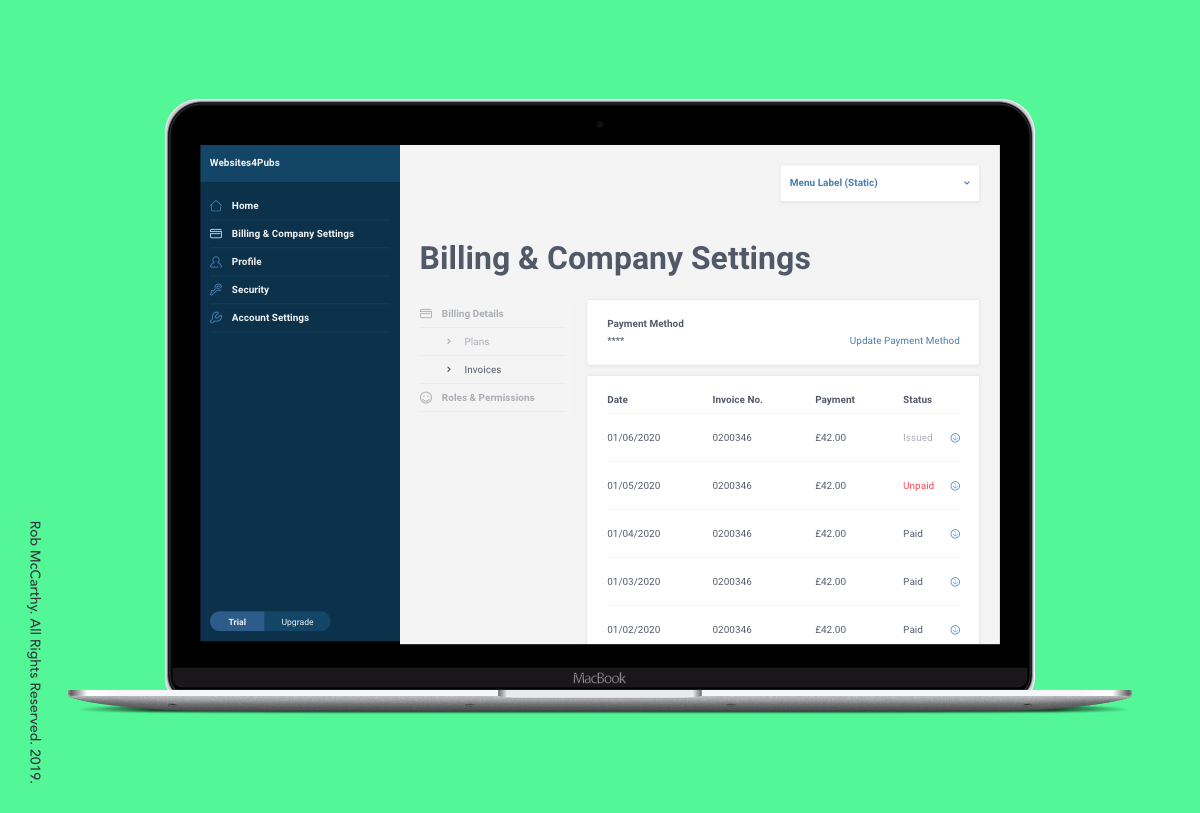 Websites4Pubs
Home
Billing & Company Settings
Profile
Security
Account Settings
Trial Upgrade
Menu Label (Static)
Billing & Company Settings
Billing Details
Plans
Invoices
Roles & Permissions
Payment Method
**** Update Payment Method
Date Invoice No. Payment Status
01/06/2020 0200346 £42.00 Issued
01/05/2020 0200346 £42.00 Unpaid
01/04/2020 0200346 £42.00 Paid
01/03/2020 0200346 £42.00 Paid
01/02/2020 0200346 £42.00 Paid
MacBook
Rob McCarthy. All Rights Reserved. 2019.